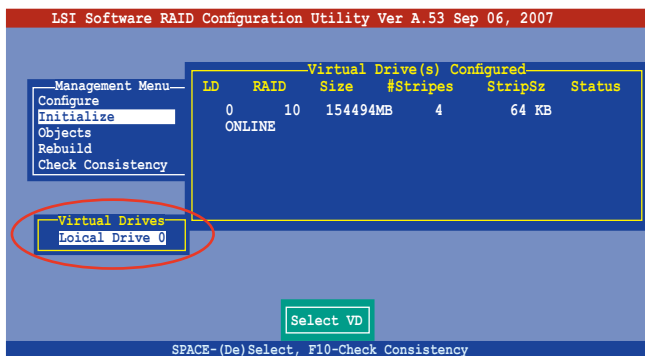 LSI Software RAID Configuration Utility Ver A.53 Sep 06, 2007
Virtual Drive(s) Configured
LD RAID Size #Stripes StripSz Status
0 10 154494MB 4 64 KB
ONLINE
Management Menu
Configure
Initialize
Objects
Rebuild
Check Consistency
Virtual Drives
Loical Drive 0
Select VD
SPACE-(De)Select, F10-Check Consistency